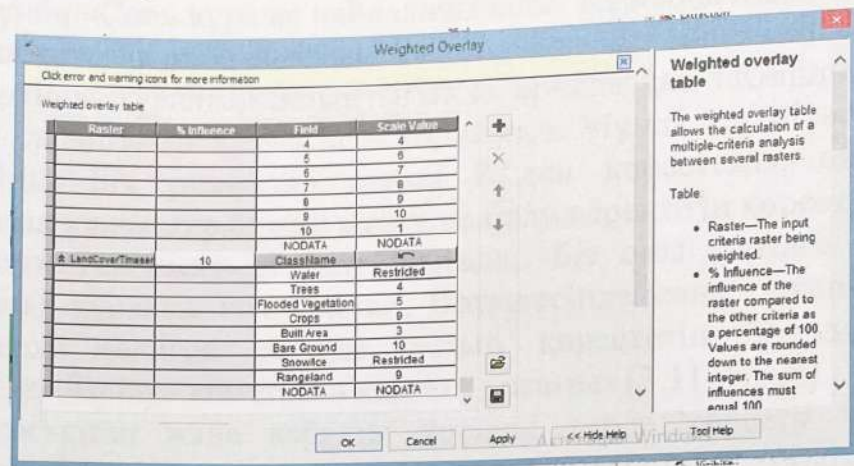 Weighted Overlay
Click error and warning icons for more information
Weighted overlay table
Raster % Influence Field Scale Value
4 4
5 6
6 7
7 8
8 9
9 10
10 1
NODATA NODATA
LandCoverTmaser 10 ClassName
Water Restricted
Trees 4
Flooded Vegetation 5
Crops 9
Built Area 3
Bare Ground 10
SnowIce Restricted
Rangeland 9
NODATA NODATA
OK Cancel Apply << Hide Help Tool Help
Weighted overlay
table
The weighted overlay table
allows the calculation of a
multiple-criteria analysis
between several rasters.
Table:
• Raster—The input
criteria raster being
weighted.
• % Influence—The
influence of the
raster compared to
the other criteria as
a percentage of 100.
Values are rounded
down to the nearest
integer. The sum of
influences must
equal 100